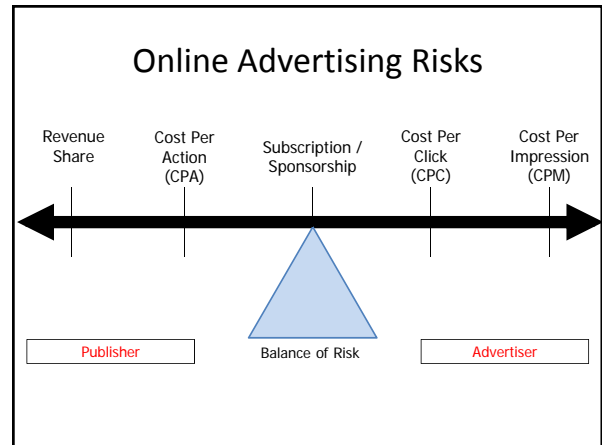 Online Advertising Risks
Revenue
Share
Cost Per
Action
(CPA)
Subscription /
Sponsorship
Cost Per
Click
(CPC)
Cost Per
Impression
(CPM)
Publisher
Balance of Risk
Advertiser